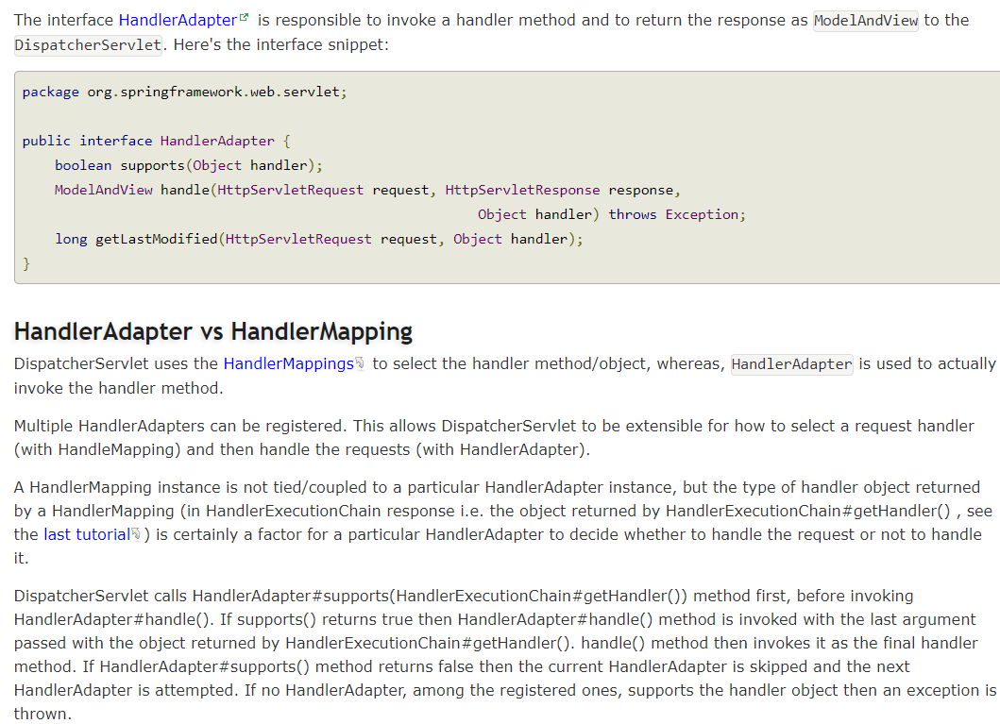 The interface HandlerAdapter is responsible to invoke a handler method and to return the response as ModelAndView to the
DispatcherServlet. Here's the interface snippet:
package org.springframework.web.servlet;
public interface HandlerAdapter {
boolean supports(Object handler);
ModelAndView handle(HttpServletRequest request, HttpServletResponse response,
Object handler) throws Exception;
long getLastModified(HttpServletRequest request, Object handler);
}
HandlerAdapter vs HandlerMapping
DispatcherServlet uses the HandlerMappings to select the handler method/object, whereas, HandlerAdapter is used to actually
invoke the handler method.
Multiple HandlerAdapters can be registered. This allows DispatcherServlet to be extensible for how to select a request handler
(with HandleMapping) and then handle the requests (with HandlerAdapter).
A HandlerMapping instance is not tied/coupled to a particular HandlerAdapter instance, but the type of handler object returned
by a HandlerMapping (in HandlerExecutionChain response i.e. the object returned by HandlerExecutionChain#getHandler() , see
the last tutorial ) is certainly a factor for a particular HandlerAdapter to decide whether to handle the request or not to handle
it.
DispatcherServlet calls HandlerAdapter#supports(HandlerExecutionChain#getHandler()) method first, before invoking
HandlerAdapter#handle(). If supports() returns true then HandlerAdapter#handle() method is invoked with the last argument
passed with the object returned by HandlerExecutionChain#getHandler(). handle() method then invokes it as the final handler
method. If HandlerAdapter#supports() method returns false then the current HandlerAdapter is skipped and the next
HandlerAdapter is attempted. If no HandlerAdapter, among the registered ones, supports the handler object then an exception is
thrown.